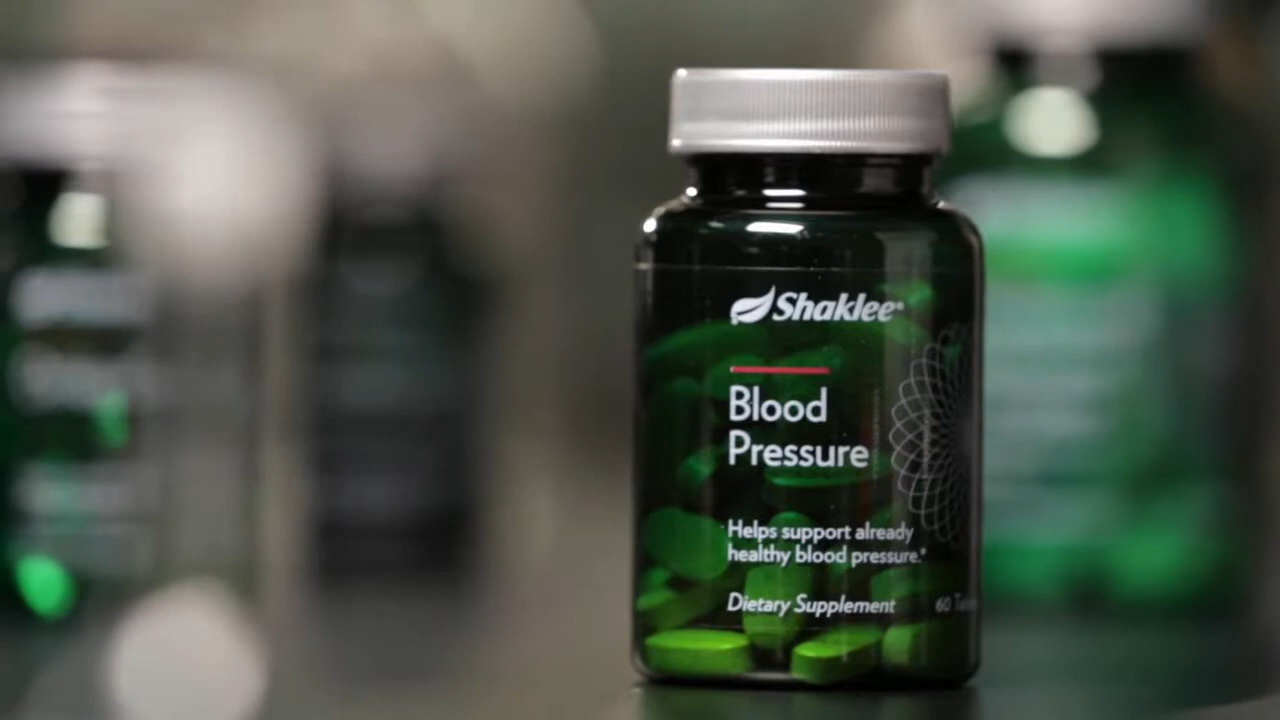 Shaklee®
Blood
Pressure
Helps support already
healthy blood pressure.*
Dietary Supplement
60